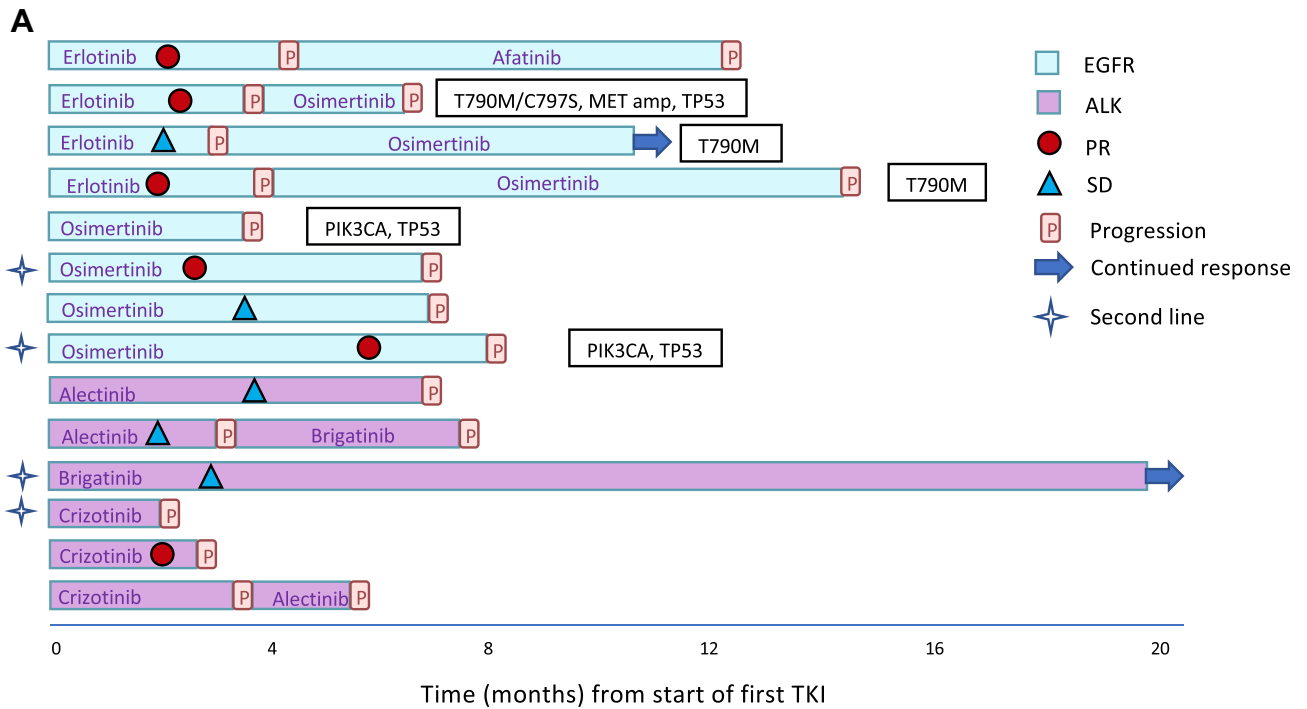 A
Erlotinib P Afatinib P
Erlotinib P Osimertinib P T790M/C797S, MET amp, TP53
Erlotinib P Osimertinib T790M
Erlotinib P Osimertinib P T790M
Osimertinib P PIK3CA, TP53
Osimertinib P
Osimertinib P
Osimertinib P PIK3CA, TP53
Alectinib P
Alectinib P Brigatinib P
Brigatinib
Crizotinib P
Crizotinib P
Crizotinib P Alectinib P
0 4 8 12 16 20
Time (months) from start of first TKI
EGFR
ALK
PR
SD
P Progression
Continued response
Second line